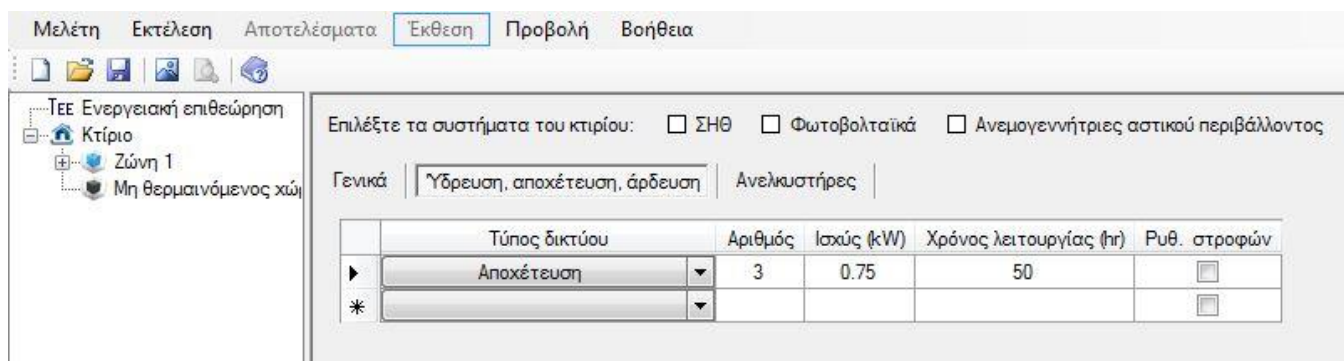 Μελέτη Εκτέλεση Αποτελέσματα Έκθεση Προβολή Βοήθεια
ΤΕΕ Ενεργειακή επιθεώρηση
Κτίριο
Ζώνη 1
Μη θερμαινόμενος χώρ
Επιλέξτε τα συστήματα του κτιρίου: ΣΗΘ Φωτοβολταϊκά Ανεμογεννήτριες αστικού περιβάλλοντος
Γενικά Ύδρευση, αποχέτευση, άρδευση Ανελκυστήρες
Τύπος δικτύου Αριθμός Ισχύς (kW) Χρόνος λειτουργίας (hr) Ρυθ. στροφών
Αποχέτευση 3 0.75 50